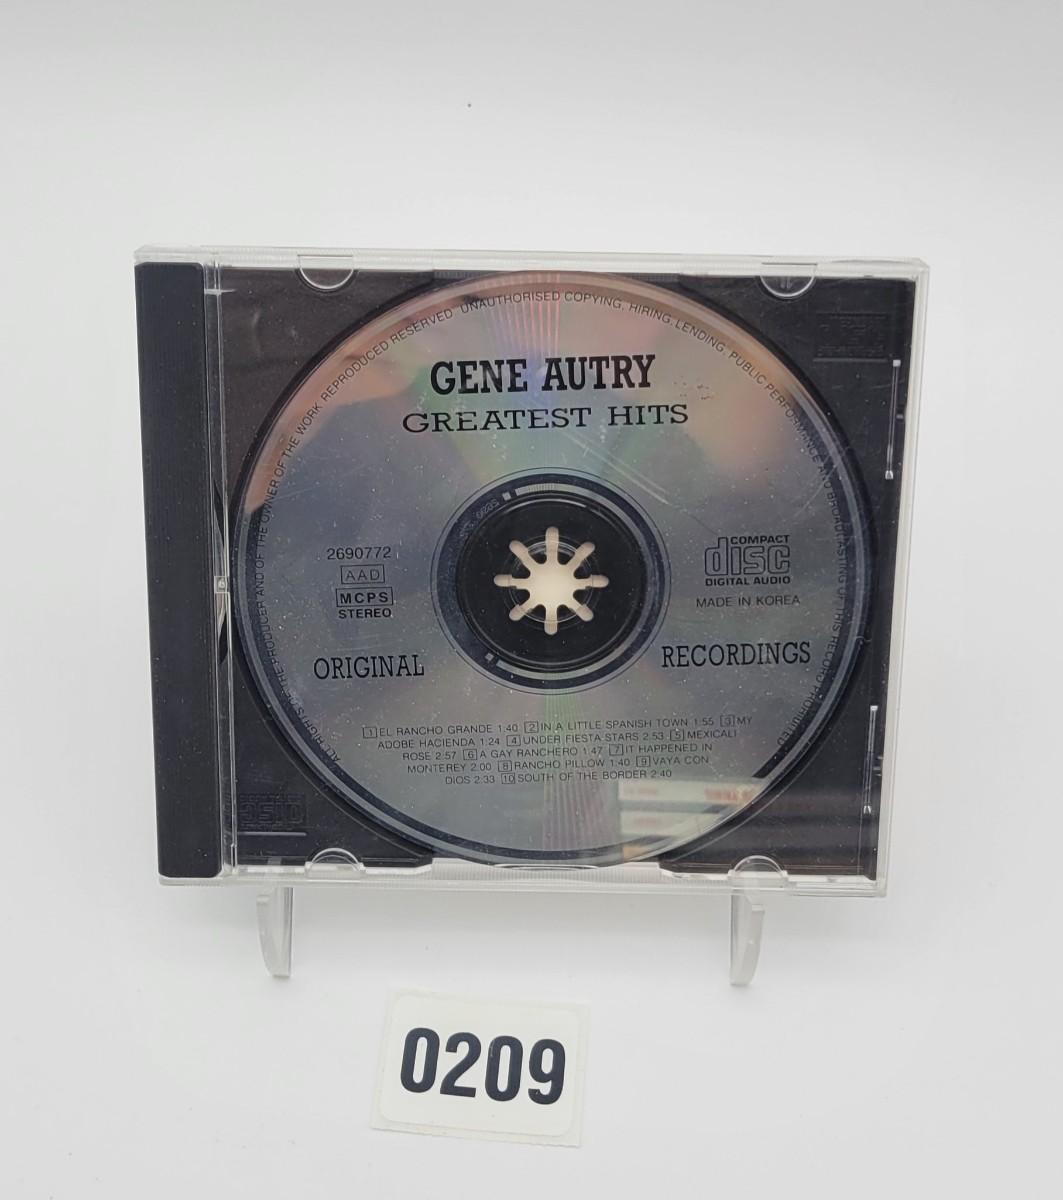 ALL RIGHTS OF THE PRODUCER AND OF THE OWNER OF THE WORK REPRODUCED RESERVED. UNAUTHORISED COPYING, HIRING, LENDING, PUBLIC PERFORMANCE AND BROADCASTING OF THIS RECORD PROHIBITED
GENE AUTRY
GREATEST HITS
2690772
AAD
MCPS
STEREO
COMPACT
disc
DIGITAL AUDIO
MADE IN KOREA
ORIGINAL
RECORDINGS
1 EL RANCHO GRANDE 1:40 2 IN A LITTLE SPANISH TOWN 1:55 3 MY
ADOBE HACIENDA 1:24 4 UNDER FIESTA STARS 2:53 5 MEXICALI
ROSE 2:57 6 A GAY RANCHERO 1:47 7 IT HAPPENED IN
MONTEREY 2:00 8 RANCHO PILLOW 1:40 9 VAYA CON
DIOS 2:33 10 SOUTH OF THE BORDER 2:40
disc
0209